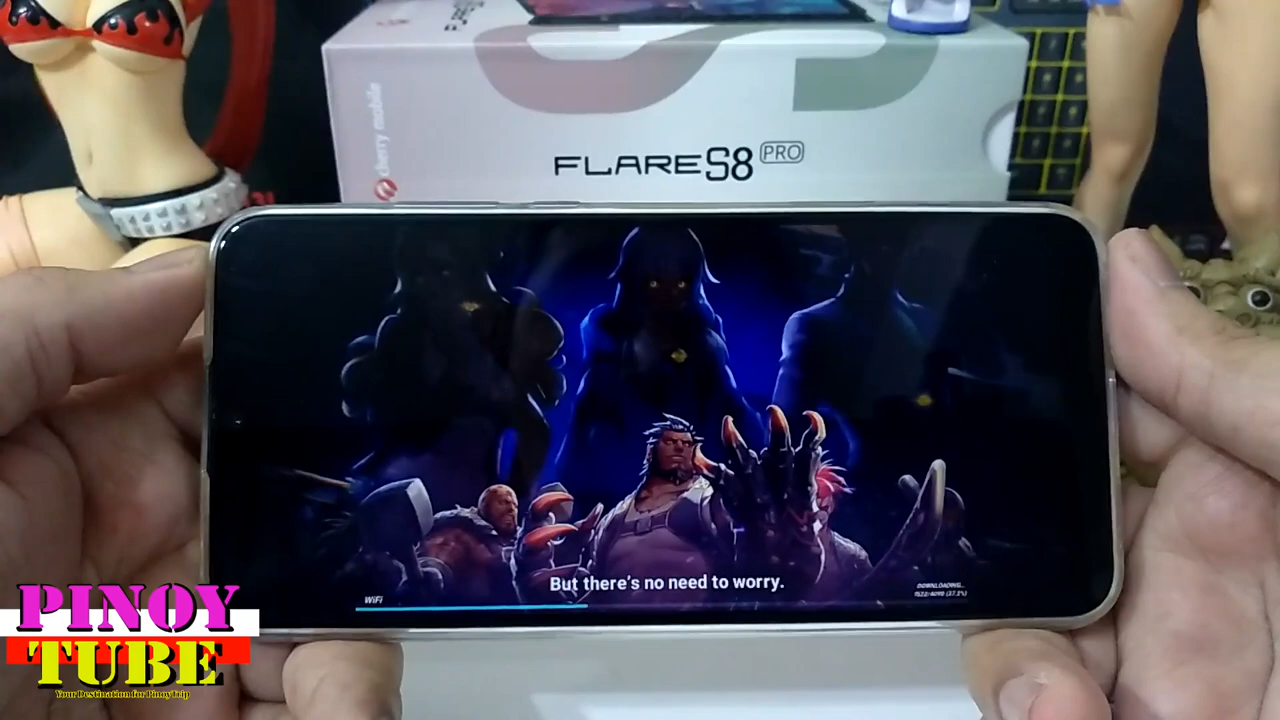 cherry mobile
FLARE S8 PRO
But there's no need to worry.
WiFi
DOWNLOADING...
PINOY
TUBE
Your Destination for PinoyTrip